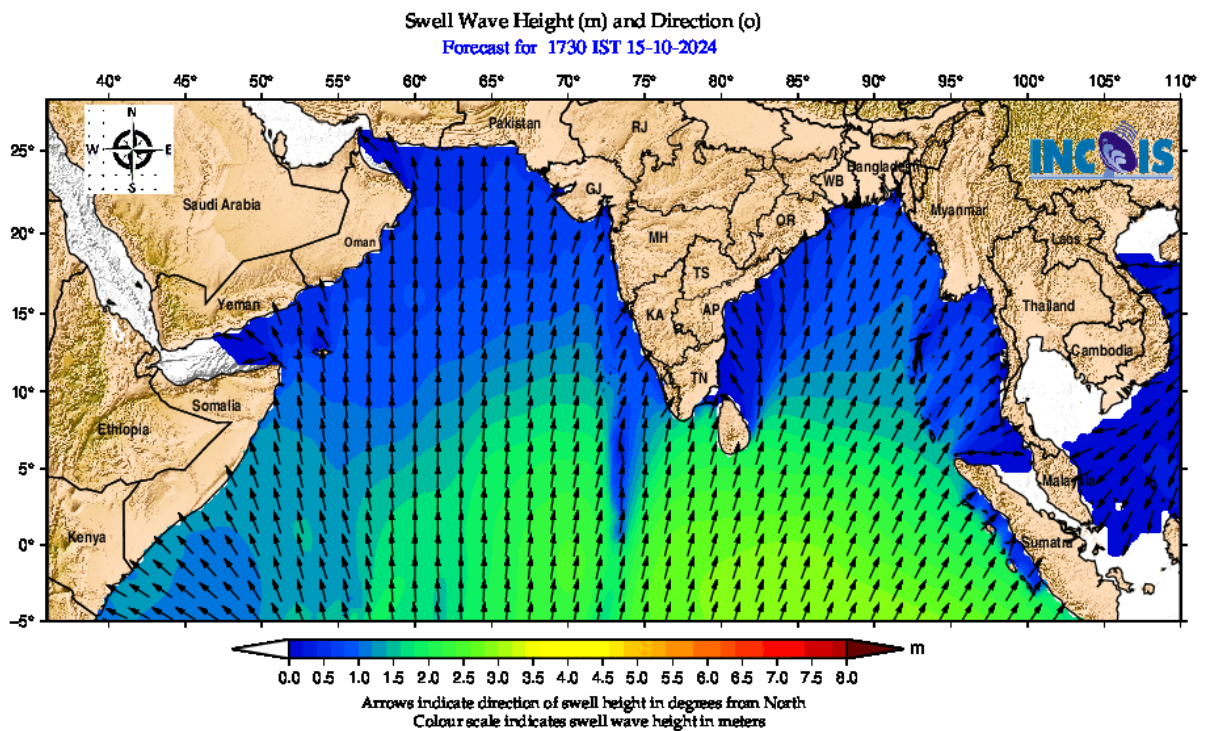 Swell Wave Height (m) and Direction (o)
Forecast for 1730 IST 15-10-2024
40° 45° 50° 55° 60° 65° 70° 75° 80° 85° 90° 95° 100° 105° 110°
N
W E
S
INCOIS
25°
20°
15°
10°
5°
0°
-5°
Pakistan
RJ
Bangladesh
WB
GJ
Saudi Arabia
Myanmar
OR
Oman
MH
Laos
TS
Yeman
KA
AP
Thailand
Cambodia
TN
Somalia
Ethiopia
Malaysia
Kenya
Sumatra
m
0.0 0.5 1.0 1.5 2.0 2.5 3.0 3.5 4.0 4.5 5.0 5.5 6.0 6.5 7.0 7.5 8.0
Arrows indicate direction of swell height in degrees from North
Colour scale indicates swell wave height in meters